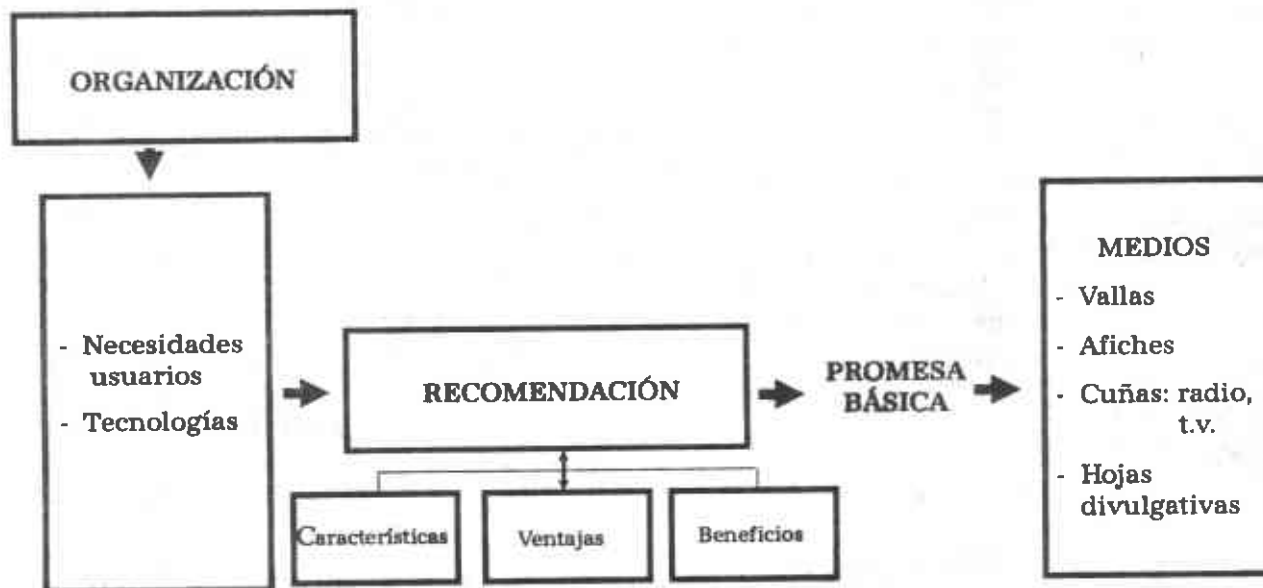 ORGANIZACIÓN
- Necesidades
usuarios
- Tecnologías
RECOMENDACIÓN
Características
Ventajas
Beneficios
PROMESA
BÁSICA
MEDIOS
- Vallas
- Afiches
- Cuñas: radio,
t.v.
- Hojas
divulgativas